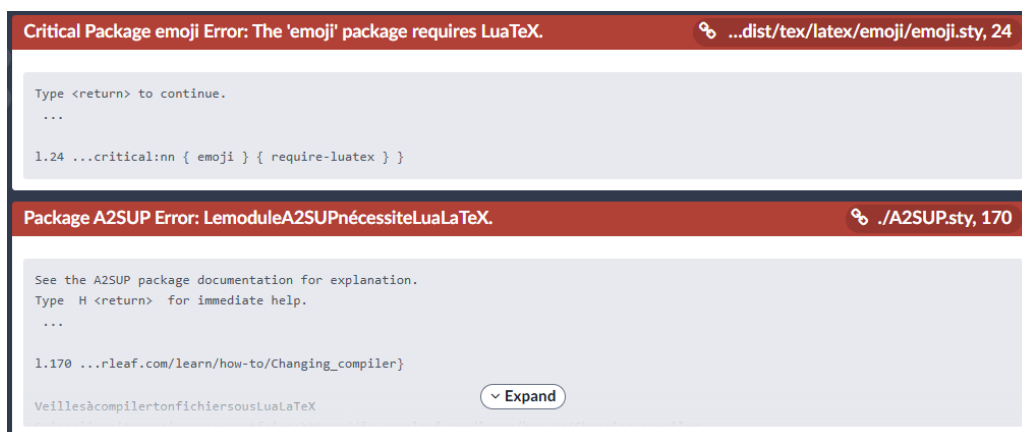 Critical Package emoji Error: The 'emoji' package requires LuaTeX. ...dist/tex/latex/emoji/emoji.sty, 24
Type <return> to continue.
...
l.24 ...critical:nn { emoji } { require-luatex } }
Package A2SUP Error: LemoduleA2SUPnécessiteLuaLaTeX. ./A2SUP.sty, 170
See the A2SUP package documentation for explanation.
Type  H <return>  for immediate help.
...
l.170 ...rleaf.com/learn/how-to/Changing_compiler}
Expand
VeillesàcompilertonfichiersousLuaLaTeX